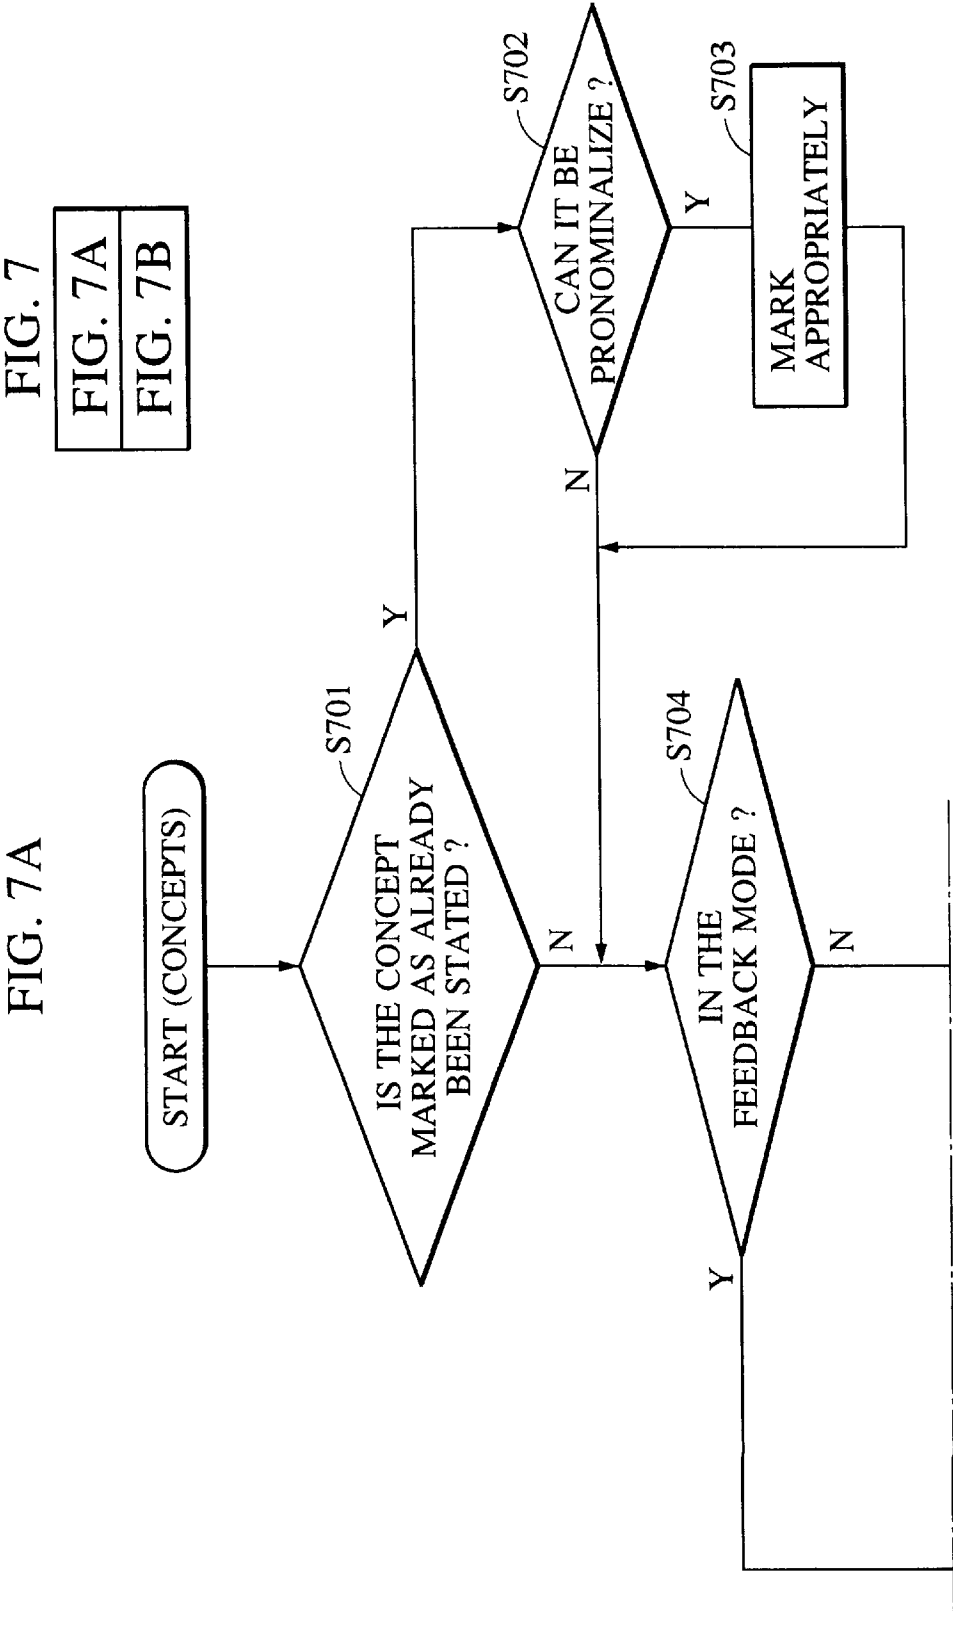 FIG. 7A
FIG. 7
FIG. 7A
FIG. 7B
START (CONCEPTS)
S701
IS THE CONCEPT
MARKED AS ALREADY
BEEN STATED ?
Y
N
S702
CAN IT BE
PRONOMINALIZE ?
N
Y
S703
MARK
APPROPRIATELY
S704
IN THE
FEEDBACK MODE ?
Y
N